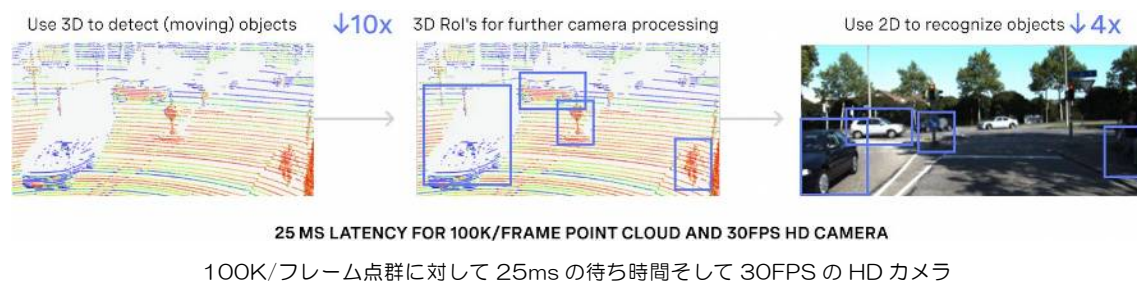 Use 3D to detect (moving) objects
↓10x
3D RoI's for further camera processing
Use 2D to recognize objects ↓4x
25 MS LATENCY FOR 100K/FRAME POINT CLOUD AND 30FPS HD CAMERA
100K/フレーム点群に対して 25ms の待ち時間そして 30FPS の HD カメラ